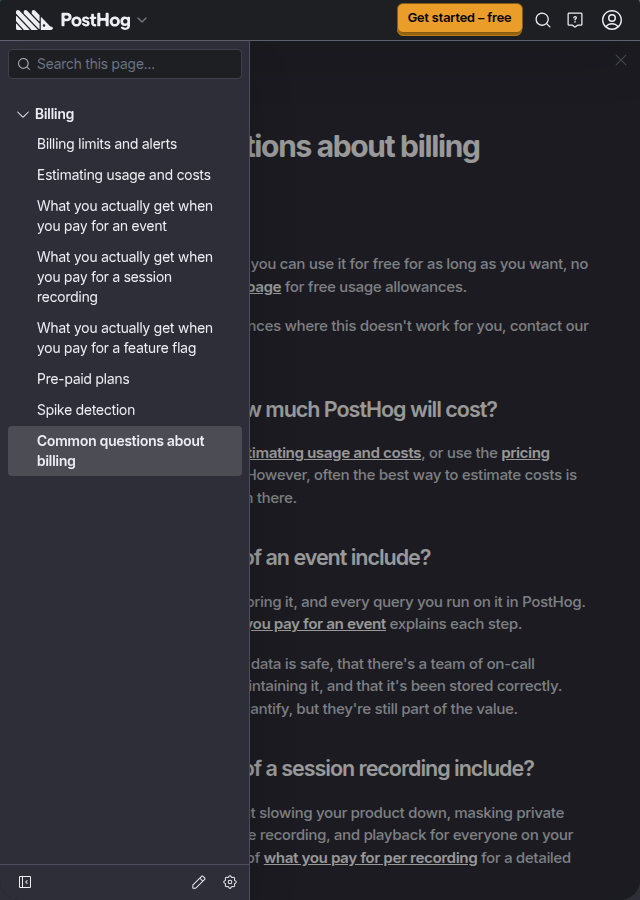 PostHog
Get started – free
Search this page...
Billing
Billing limits and alerts
Estimating usage and costs
What you actually get when
you pay for an event
What you actually get when
you pay for a session
recording
What you actually get when
you pay for a feature flag
Pre-paid plans
Spike detection
Common questions about
billing
tions about billing
you can use it for free for as long as you want, no
page for free usage allowances.
nces where this doesn't work for you, contact our
w much PostHog will cost?
timating usage and costs, or use the pricing
However, often the best way to estimate costs is
n there.
of an event include?
oring it, and every query you run on it in PostHog.
you pay for an event explains each step.
data is safe, that there's a team of on-call
intaining it, and that it's been stored correctly.
antify, but they're still part of the value.
of a session recording include?
t slowing your product down, masking private
e recording, and playback for everyone on your
of what you pay for per recording for a detailed